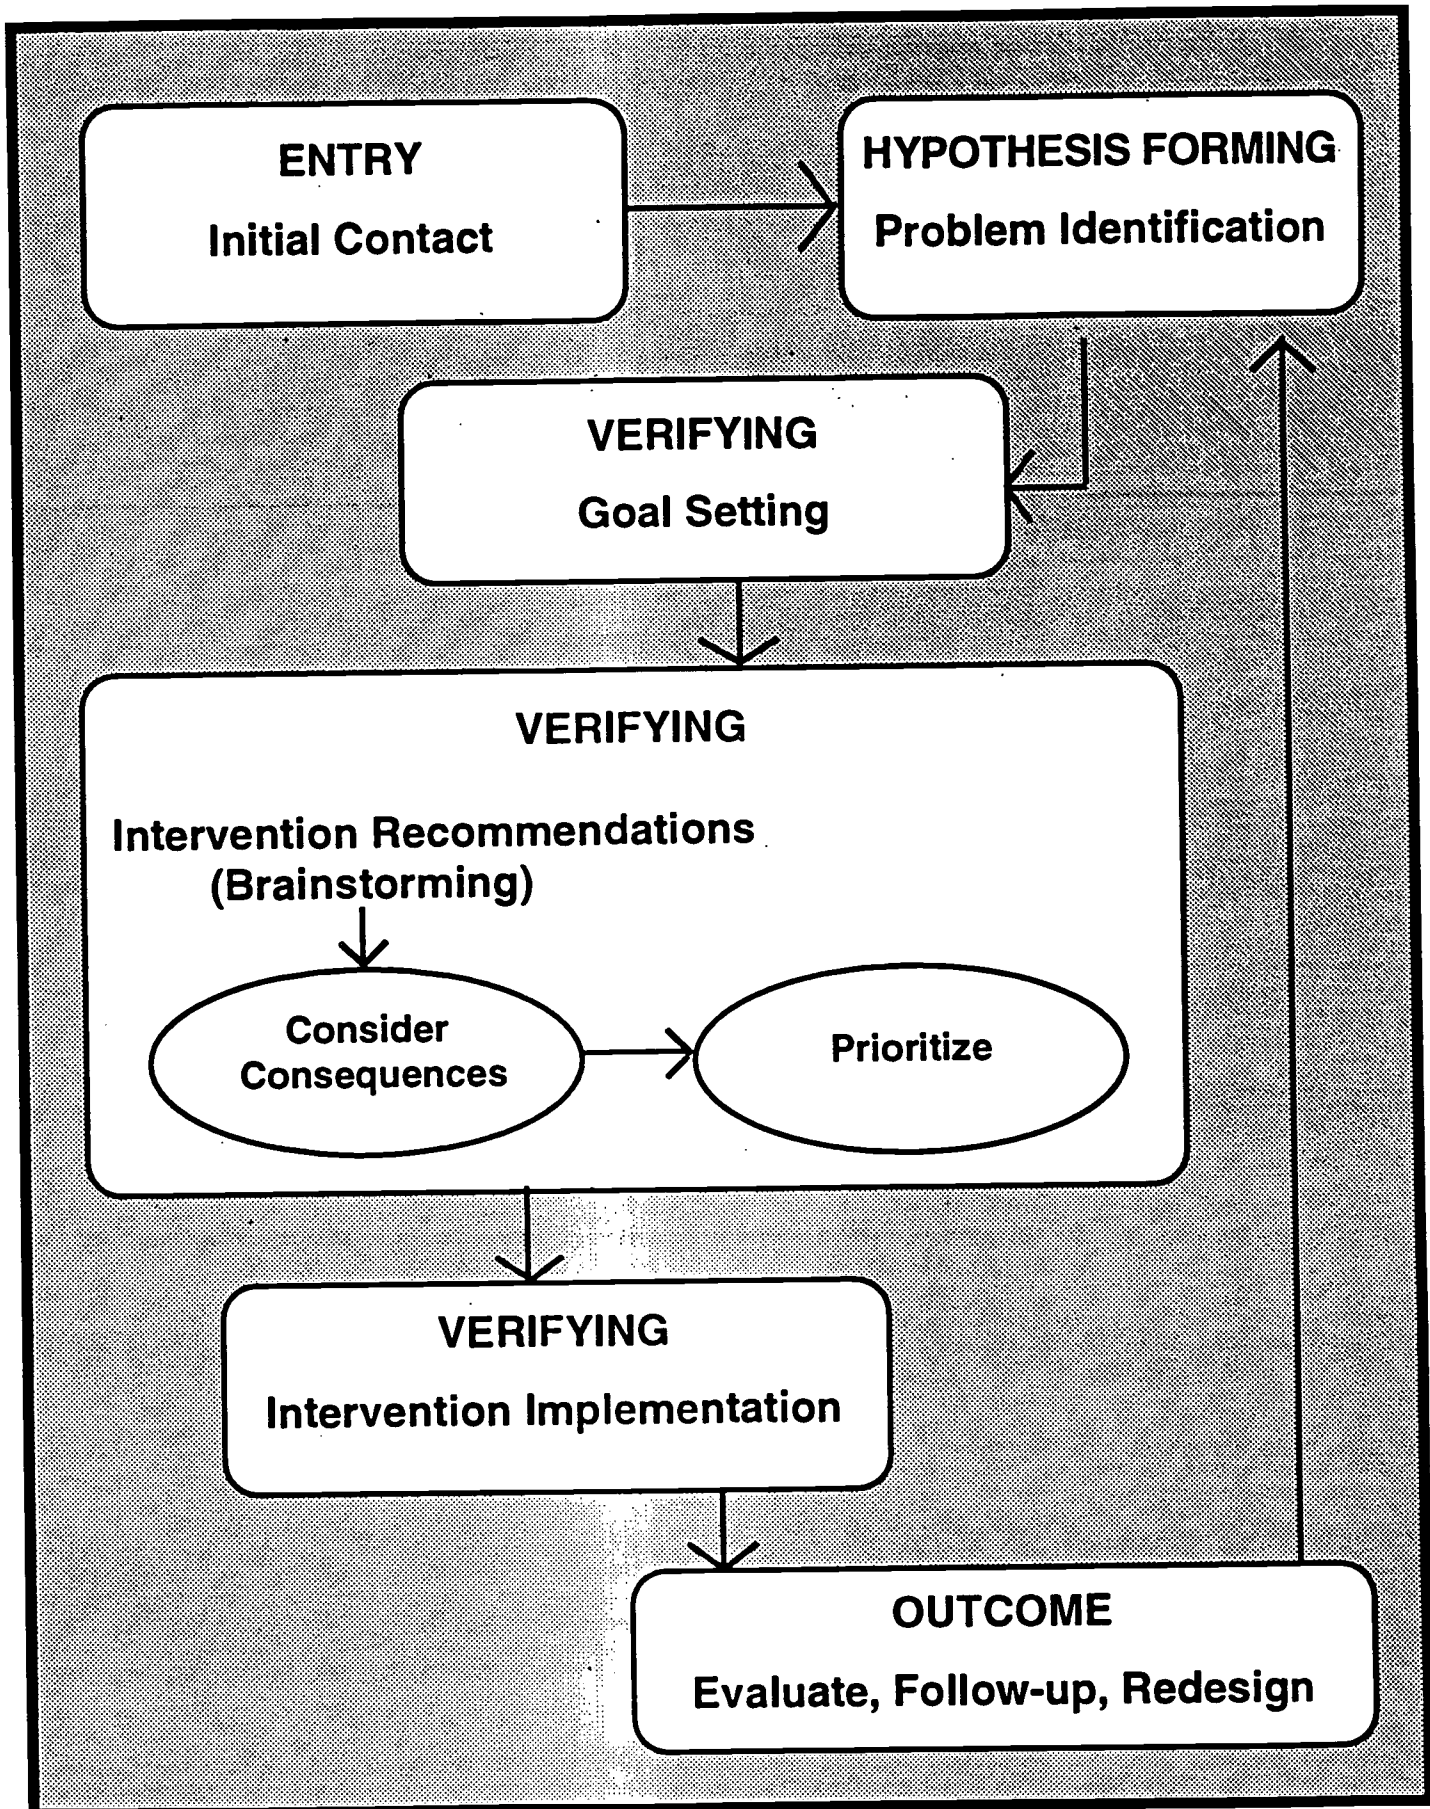 ENTRY
Initial Contact
HYPOTHESIS FORMING
Problem Identification
VERIFYING
Goal Setting
VERIFYING
Intervention Recommendations
(Brainstorming)
Consider
Consequences
Prioritize
VERIFYING
Intervention Implementation
OUTCOME
Evaluate, Follow-up, Redesign